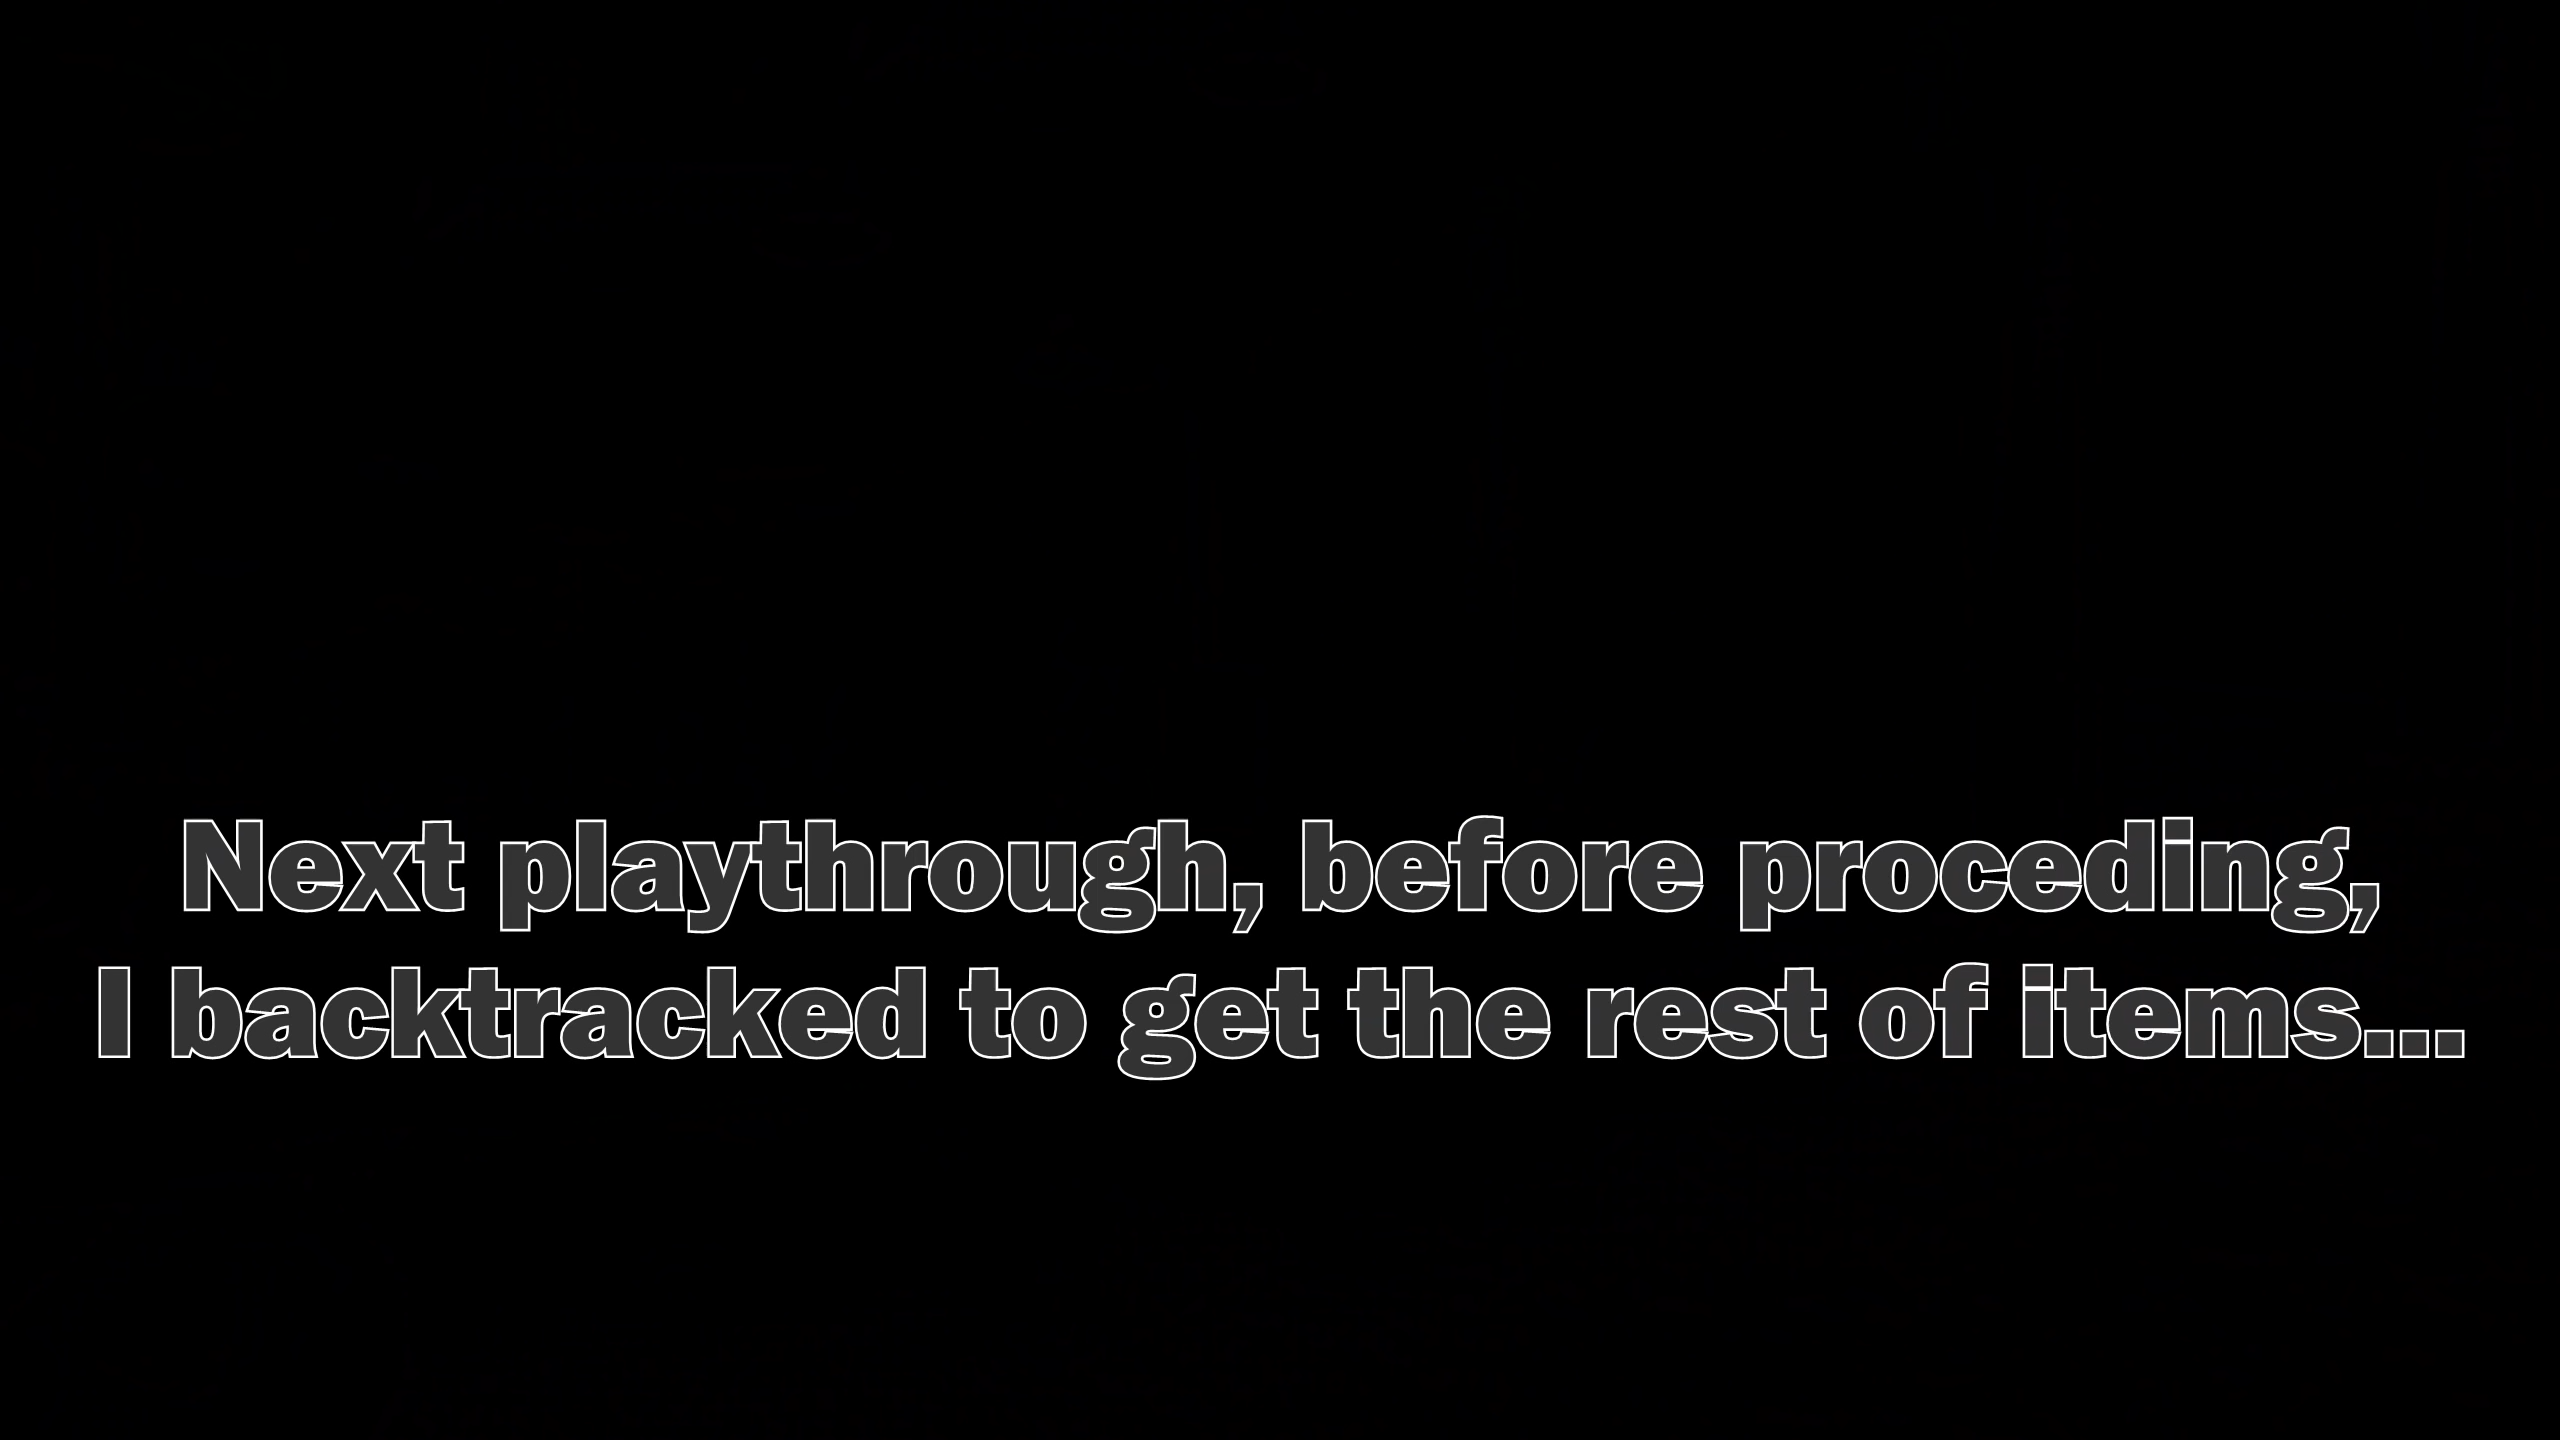 Next playthrough, before proceding,
I backtracked to get the rest of items...